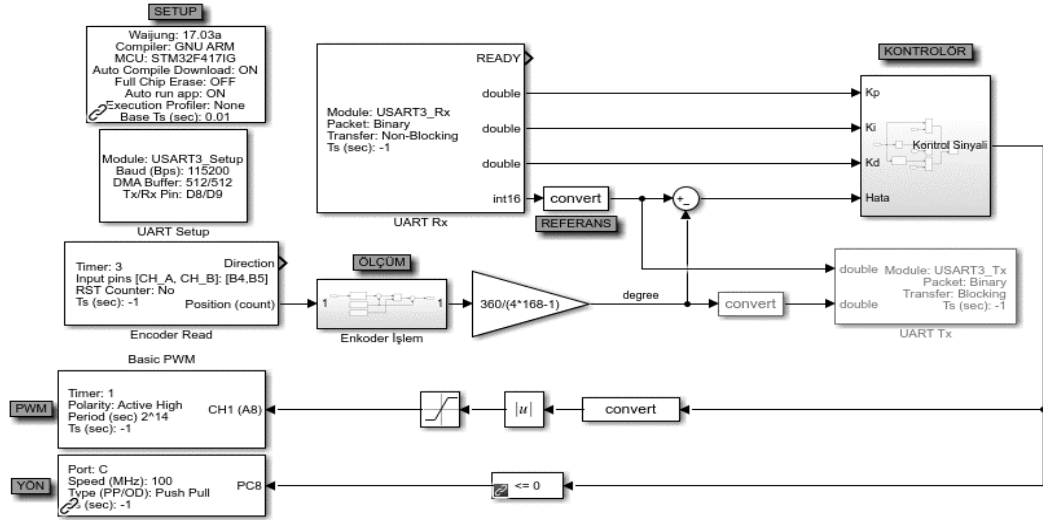 SETUP
Waijung: 17.03a
Compiler: GNU ARM
MCU: STM32F417IG
Auto Compile Download: ON
Full Chip Erase: OFF
Auto run app: ON
Execution Profiler: None
Base Ts (sec): 0.01
Module: USART3_Setup
Baud (Bps): 115200
DMA Buffer: 512/512
Tx/Rx Pin: D8/D9
UART Setup
READY
double
double
double
int16
Module: USART3_Rx
Packet: Binary
Transfer: Non-Blocking
Ts (sec): -1
UART Rx
convert
REFERANS
+
-
KONTROLÖR
Kp
Ki
Kd
Hata
Kontrol Sinyali
Timer: 3
Input pins [CH_A, CH_B]: [B4,B5]
RST Counter: No
Ts (sec): -1
Direction
Position (count)
Encoder Read
ÖLÇÜM
1
1
Enkoder İşlem
360/(4*168-1)
degree
convert
double
double
Module: USART3_Tx
Packet: Binary
Transfer: Blocking
Ts (sec): -1
UART Tx
Basic PWM
PWM
Timer: 1
Polarity: Active High
Period (sec) 2^14
Ts (sec): -1
CH1 (A8)
|u|
convert
YÖN
Port: C
Speed (MHz): 100
Type (PP/OD): Push Pull
(sec): -1
PC8
<= 0